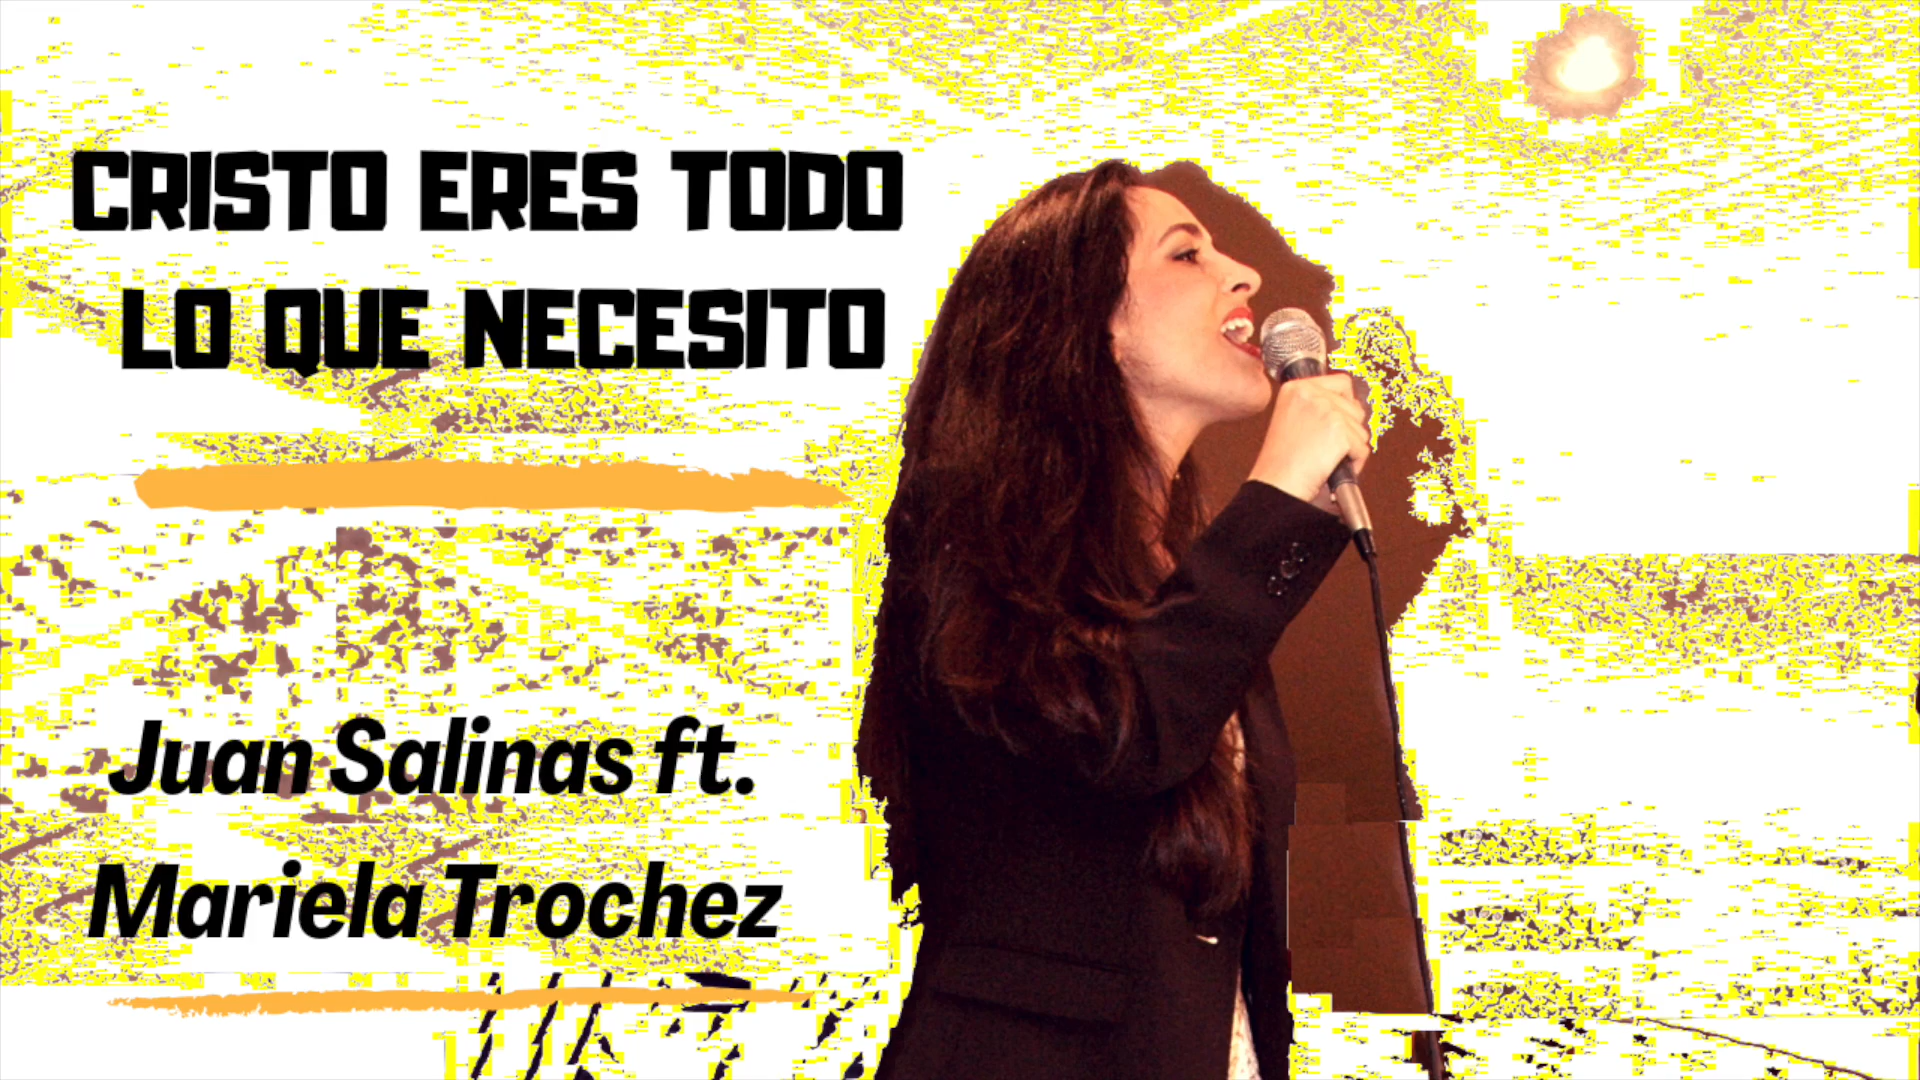 CRISTO ERES TODO
LO QUE NECESITO
Juan Salinas ft.
Mariela Trochez